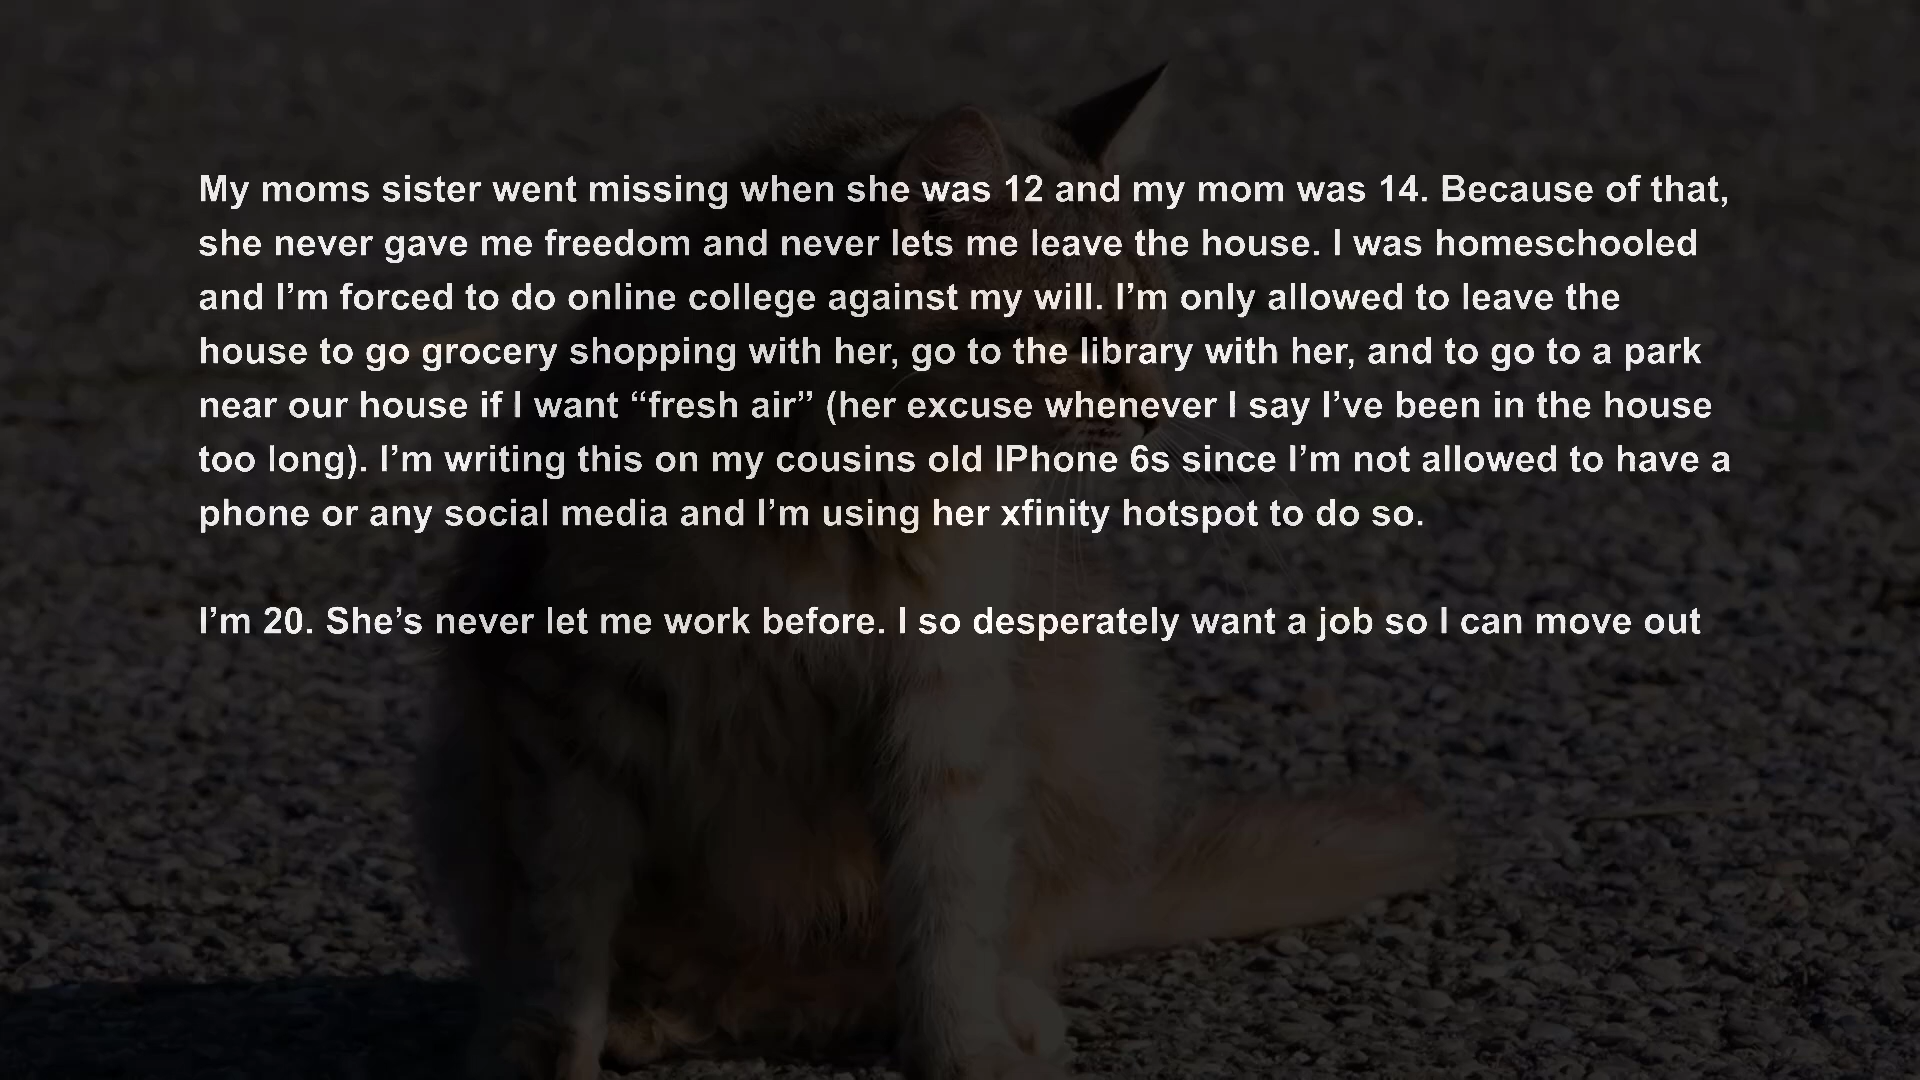 My moms sister went missing when she was 12 and my mom was 14. Because of that,
she never gave me freedom and never lets me leave the house. I was homeschooled
and I’m forced to do online college against my will. I’m only allowed to leave the
house to go grocery shopping with her, go to the library with her, and to go to a park
near our house if I want “fresh air” (her excuse whenever I say I’ve been in the house
too long). I’m writing this on my cousins old IPhone 6s since I’m not allowed to have a
phone or any social media and I’m using her xfinity hotspot to do so.
I’m 20. She’s never let me work before. I so desperately want a job so I can move out